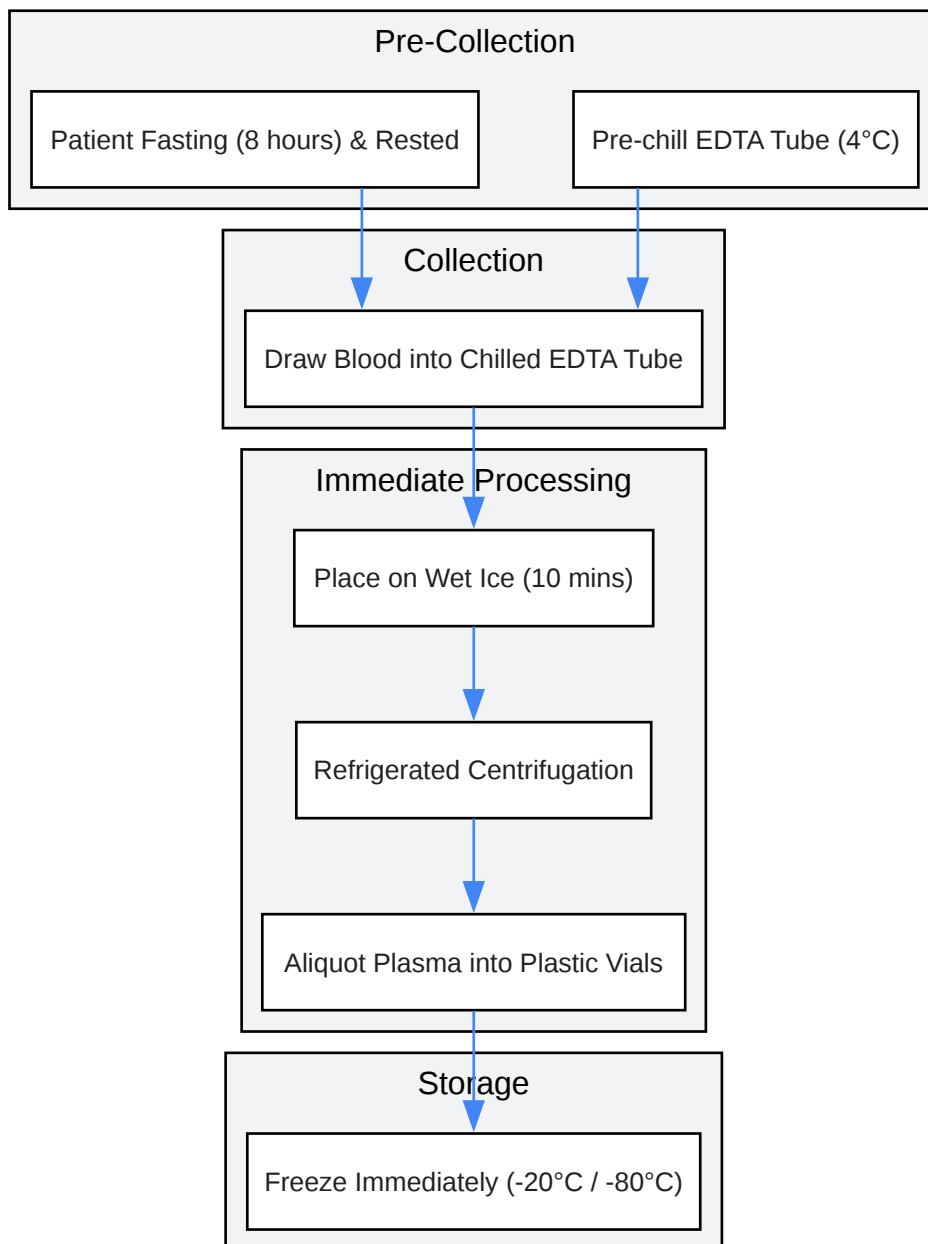 Pre-Collection
Patient Fasting (8 hours) & Rested
Pre-chill EDTA Tube (4°C)
Collection
Draw Blood into Chilled EDTA Tube
Immediate Processing
Place on Wet Ice (10 mins)
Refrigerated Centrifugation
Aliquot Plasma into Plastic Vials
Storage
Freeze Immediately (-20°C / -80°C)